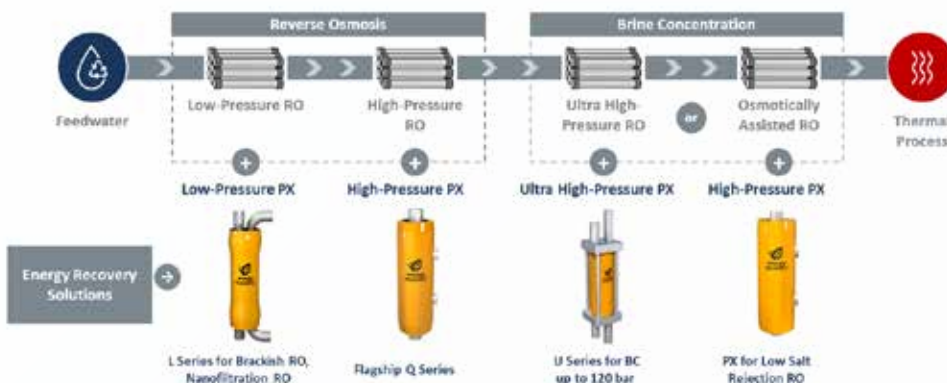 Reverse Osmosis
Brine Concentration
Feedwater
Low-Pressure RO
High-Pressure
RO
Ultra High-
Pressure RO
or
Osmotically
Assisted RO
Thermal
Process
+
+
+
+
Low-Pressure PX
High-Pressure PX
Ultra High-Pressure PX
High-Pressure PX
Energy Recovery
Solutions
L Series for Brackish RO,
Nanofiltration RO
Flagship Q Series
U Series for BC
up to 120 bar
PX for Low Salt
Rejection RO